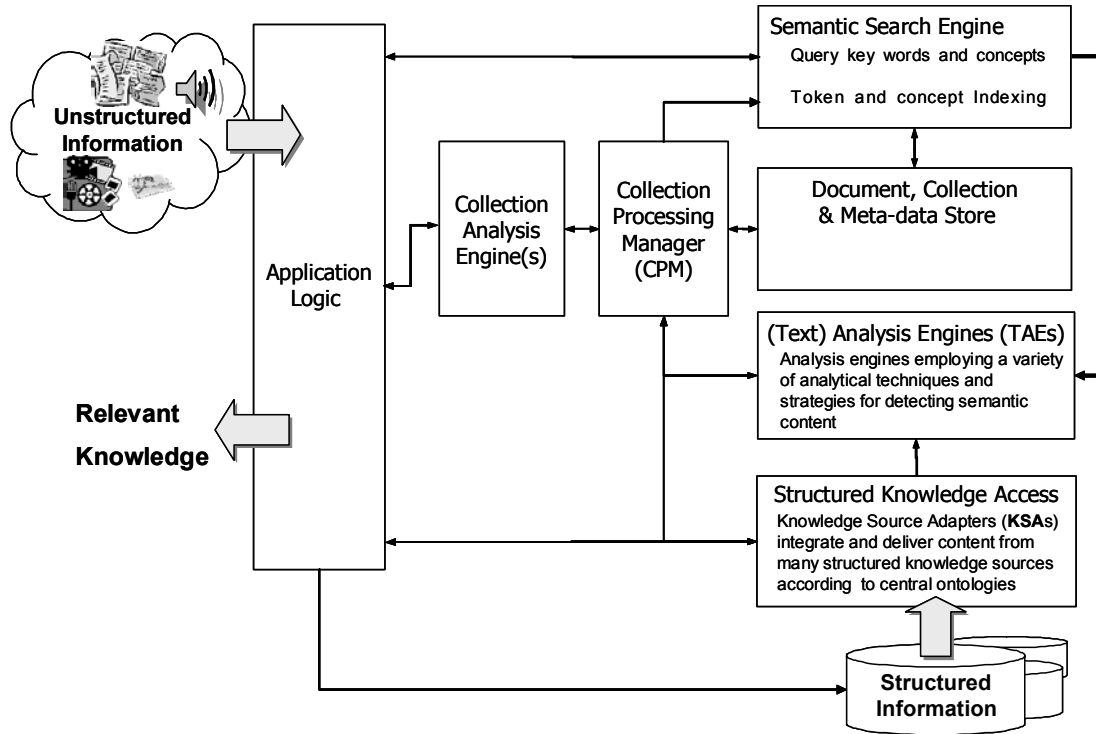 Unstructured
Information
Application
Logic
Relevant
Knowledge
Collection
Analysis
Engine(s)
Collection
Processing
Manager
(CPM)
Semantic Search Engine
Query key words and concepts
Token and concept Indexing
Document, Collection
& Meta-data Store
(Text) Analysis Engines (TAEs)
Analysis engines employing a variety
of analytical techniques and
strategies for detecting semantic
content
Structured Knowledge Access
Knowledge Source Adapters (KSAs)
integrate and deliver content from
many structured knowledge sources
according to central ontologies
Structured
Information